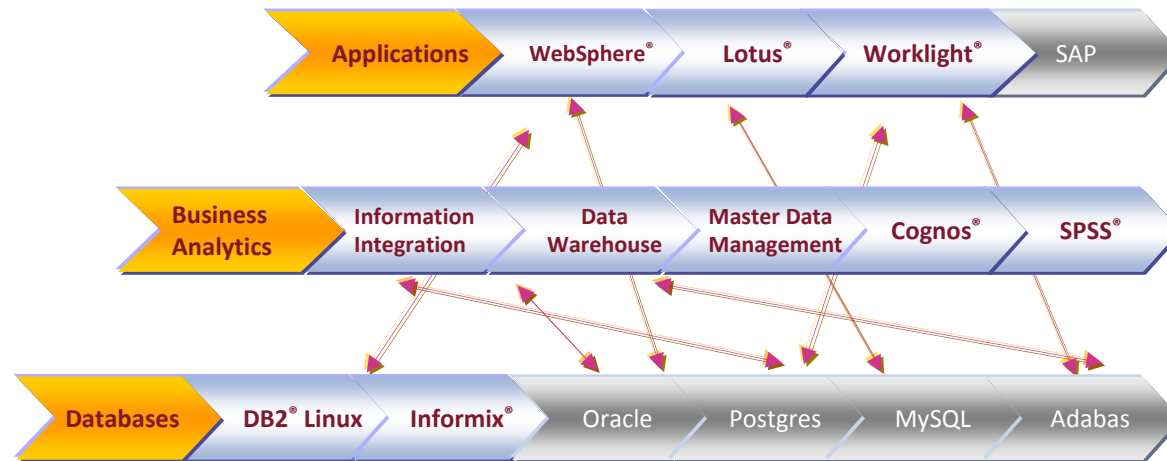 Applications
WebSphere®
Lotus®
Worklight®
SAP
Business
Analytics
Information
Integration
Data
Warehouse
Master Data
Management
Cognos®
SPSS®
Databases
DB2® Linux
Informix®
Oracle
Postgres
MySQL
Adabas